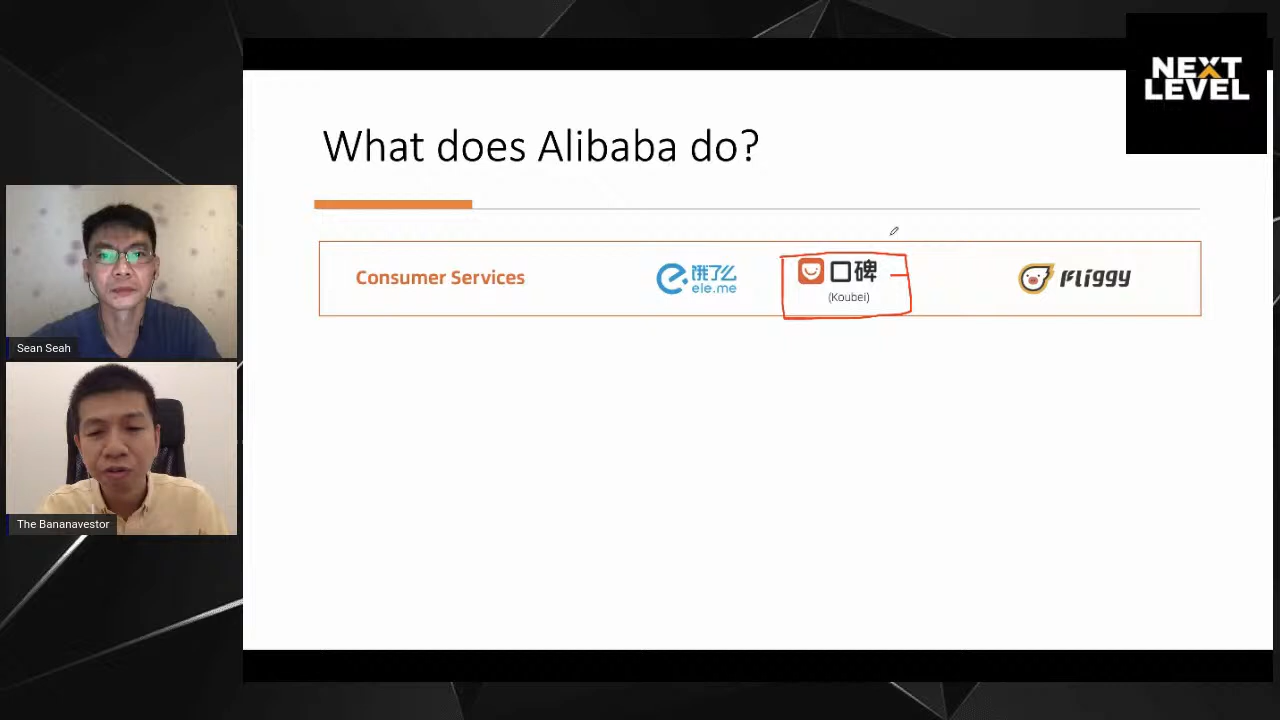 NEXT
LEVEL
What does Alibaba do?
Consumer Services
饿了么
ele.me
口碑
(Koubei)
Fliggy
Sean Seah
The Bananavestor